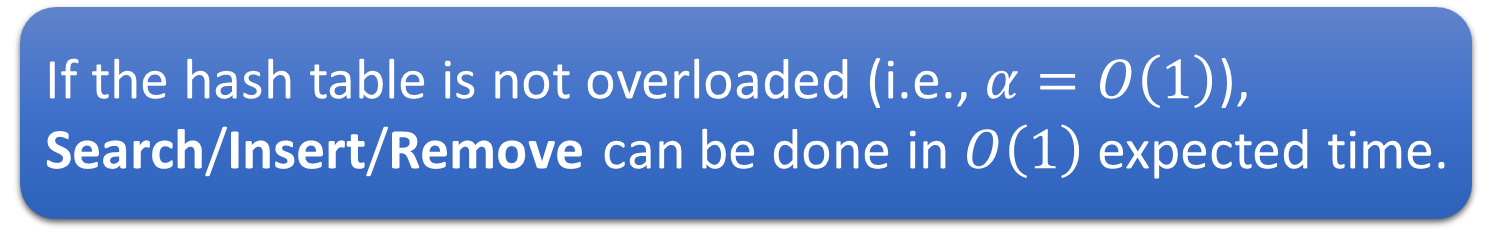 If the hash table is not overloaded (i.e., α = O(1)),
Search/Insert/Remove can be done in O(1) expected time.